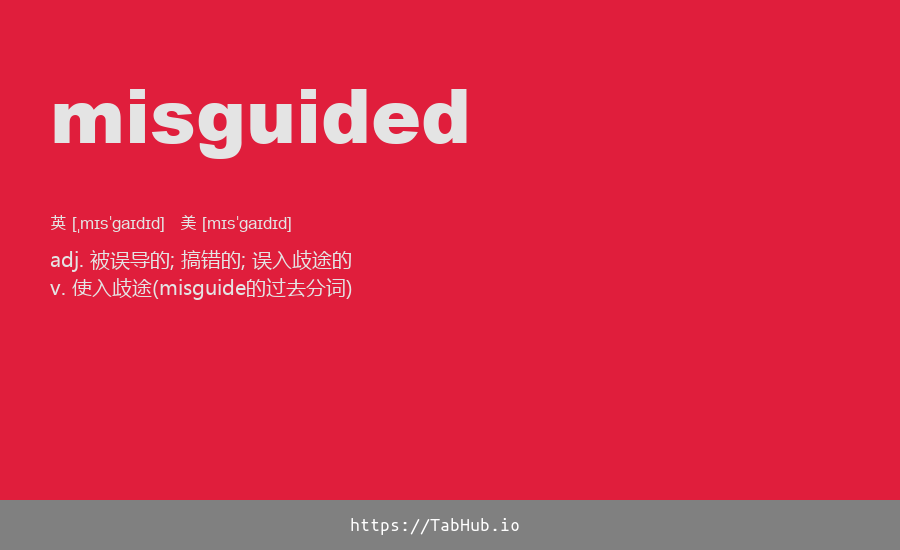 misguided
英 [ˌmɪsˈɡaɪdɪd] 美 [mɪsˈɡaɪdɪd]
adj. 被误导的; 搞错的; 误入歧途的
v. 使入歧途(misguide的过去分词)
https://TabHub.io